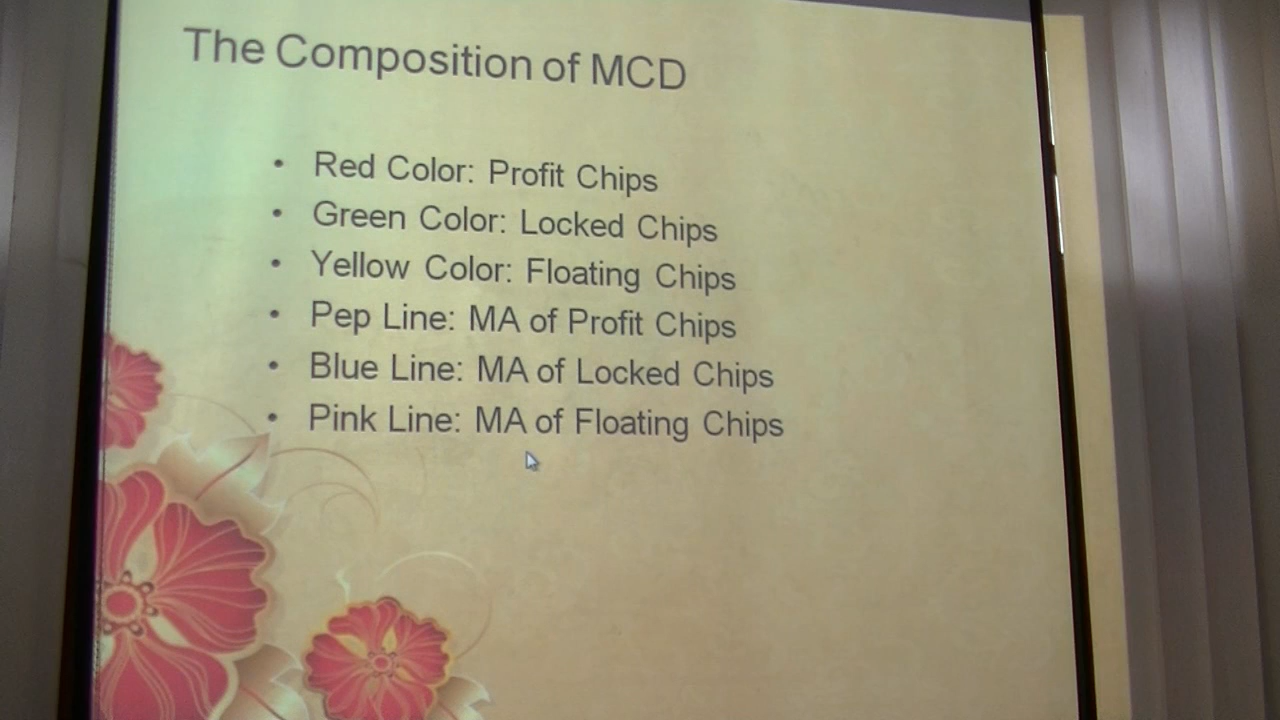 The Composition of MCD
• Red Color: Profit Chips
• Green Color: Locked Chips
• Yellow Color: Floating Chips
• Pep Line: MA of Profit Chips
• Blue Line: MA of Locked Chips
• Pink Line: MA of Floating Chips